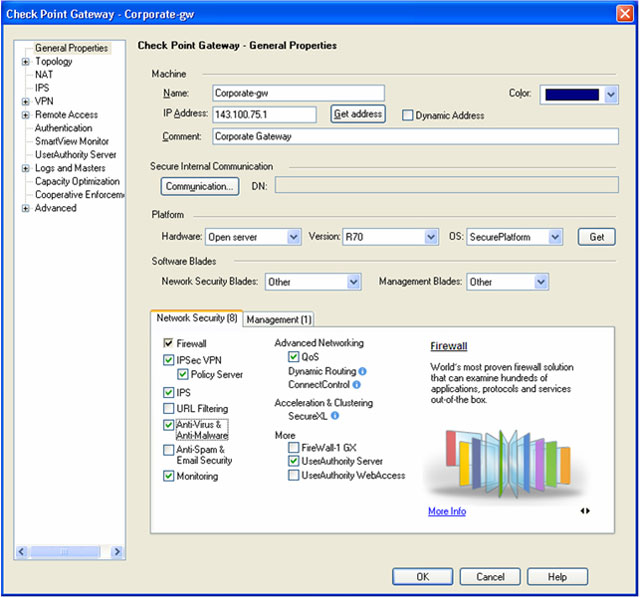 Check Point Gateway - Corporate-gw
General Properties
Topology
NAT
IPS
VPN
Remote Access
Authentication
SmartView Monitor
UserAuthority Server
Logs and Masters
Capacity Optimization
Cooperative Enforcem
Advanced
Check Point Gateway - General Properties
Machine
Name: Corporate-gw
Color:
IP Address: 143.100.75.1 Get address Dynamic Address
Comment: Corporate Gateway
Secure Internal Communication
Communication... DN:
Platform
Hardware: Open server Version: R70 OS: SecurePlatform Get
Software Blades
Nework Security Blades: Other Management Blades: Other
Network Security (8) Management (1)
Firewall
IPSec VPN
Policy Server
IPS
URL Filtering
Anti-Virus &
Anti-Malware
Anti-Spam &
Email Security
Monitoring
Advanced Networking
QoS
Dynamic Routing
ConnectControl
Acceleration & Clustering
SecureXL
More
FireWall-1 GX
UserAuthority Server
UserAuthority WebAccess
Firewall
World's most proven firewall solution
that can examine hundreds of
applications, protocols and services
out-of-the box.
More Info
OK Cancel Help